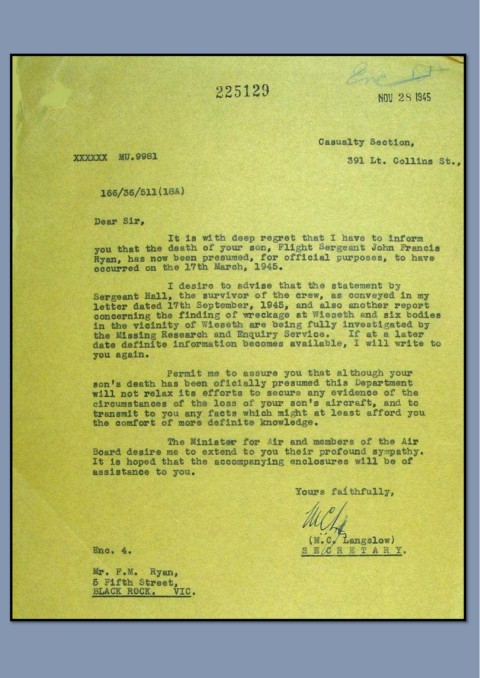 225129
NOV 28 1945
Casualty Section,
XXXXXX MU.9981
391 Lt. Collins St.,
166/36/511(18A)
Dear Sir,
It is with deep regret that I have to inform
you that the death of your son, Flight Sergeant John Francis
Ryan, has now been presumed, for official purposes, to have
occurred on the 17th March, 1945.
I desire to advise that the statement by
Sergeant Hall, the survivor of the crew, as conveyed in my
letter dated 17th September, 1945, and also another report
concerning the finding of wreckage at Wieseth and six bodies
in the vicinity of Wieseth are being fully investigated by
the Missing Research and Enquiry Service. If at a later
date definite information becomes available, I will write to
you again.
Permit me to assure you that although your
son's death has been oficially presumed this Department
will not relax its efforts to secure any evidence of the
circumstances of the loss of your son's aircraft, and to
transmit to you any facts which might at least afford you
the comfort of more definite knowledge.
The Minister for Air and members of the Air
Board desire me to extend to you their profound sympathy.
It is hoped that the accompanying enclosures will be of
assistance to you.
Yours faithfully,
(M.C. Langslow)
Enc. 4. SECRETARY.
Mr. F.M. Ryan,
5 Fifth Street,
BLACK ROCK. VIC.